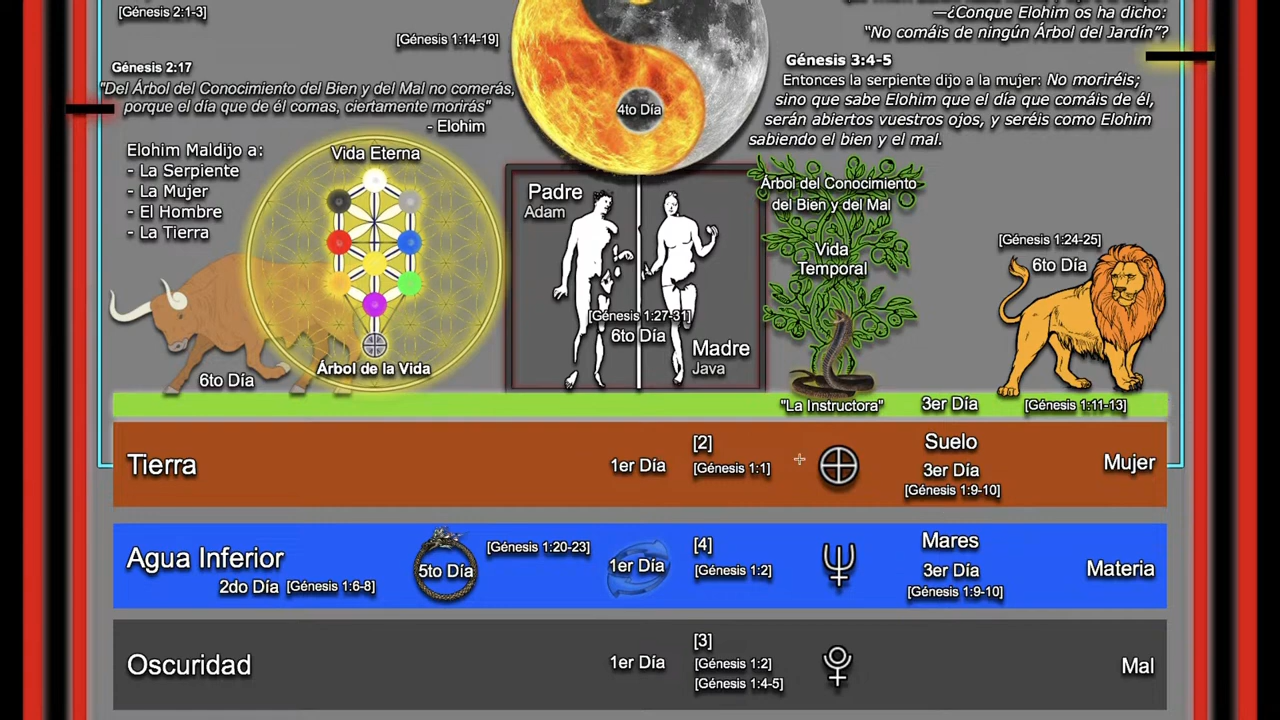 [Génesis 2:1-3]
[Génesis 1:14-19]
—¿Conque Elohim os ha dicho:
"No comáis de ningún Árbol del Jardín"?
Génesis 2:17
"Del Árbol del Conocimiento del Bien y del Mal no comerás,
porque el día que de él comas, ciertamente morirás"
- Elohim
4to Día
Génesis 3:4-5
Entonces la serpiente dijo a la mujer: No moriréis;
sino que sabe Elohim que el día que comáis de él,
serán abiertos vuestros ojos, y seréis como Elohim
sabiendo el bien y el mal.
Elohim Maldijo a:
- La Serpiente
- La Mujer
- El Hombre
- La Tierra
6to Día
Vida Eterna
Árbol de la Vida
Padre
Adam
[Génesis 1:27-31]
6to Día
Madre
Java
Árbol del Conocimiento
del Bien y del Mal
Vida
Temporal
"La Instructora"
[Génesis 1:24-25]
6to Día
3er Día
[Génesis 1:11-13]
Tierra
1er Día
[2]
[Génesis 1:1]
Suelo
3er Día
[Génesis 1:9-10]
Mujer
Agua Inferior
2do Día [Génesis 1:6-8]
5to Día
[Génesis 1:20-23]
1er Día
[4]
[Génesis 1:2]
Mares
3er Día
[Génesis 1:9-10]
Materia
Oscuridad
1er Día
[3]
[Génesis 1:2]
[Génesis 1:4-5]
Mal